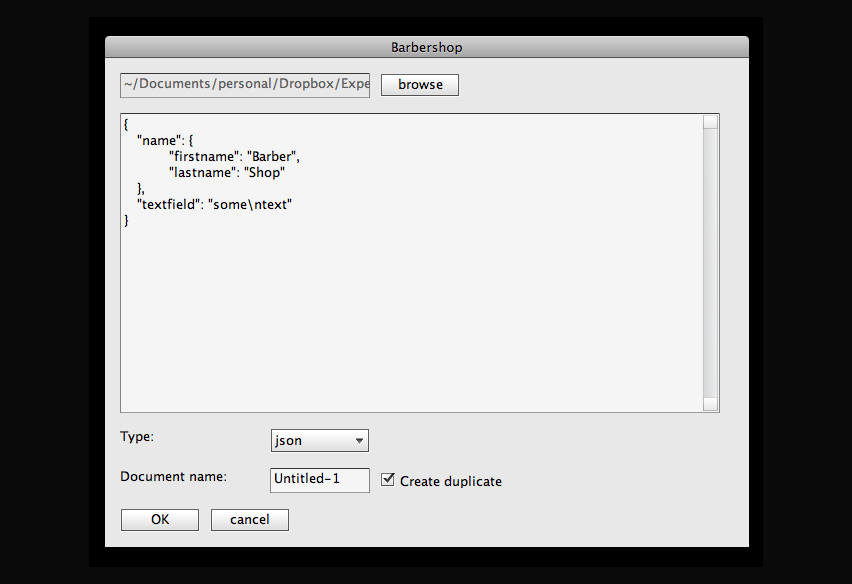 Barbershop
~/Documents/personal/Dropbox/Expe browse
{
"name": {
"firstname": "Barber",
"lastname": "Shop"
},
"textfield": "some\ntext"
}
Type: json
Document name: Untitled-1 Create duplicate
OK cancel